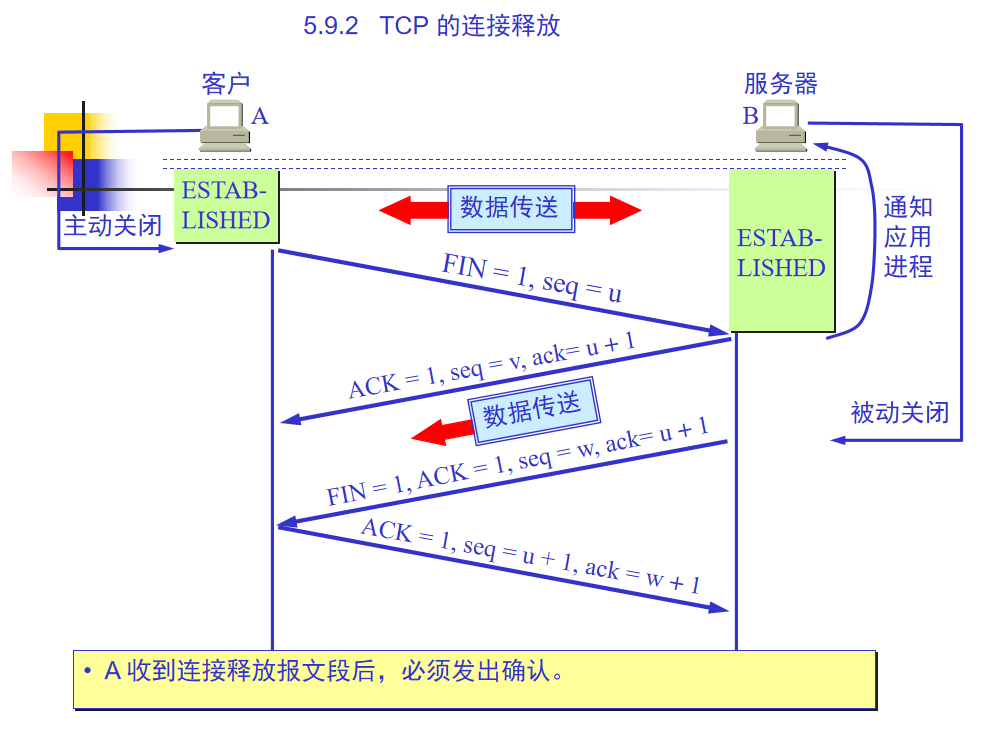 5.9.2 TCP 的连接释放
客户
A
服务器
B
ESTAB-
LISHED
主动关闭
数据传送
ESTAB-
LISHED
通知
应用
进程
FIN = 1, seq = u
ACK = 1, seq = v, ack= u + 1
数据传送
被动关闭
FIN = 1, ACK = 1, seq = w, ack= u + 1
ACK = 1, seq = u + 1, ack = w + 1
• A 收到连接释放报文段后，必须发出确认。